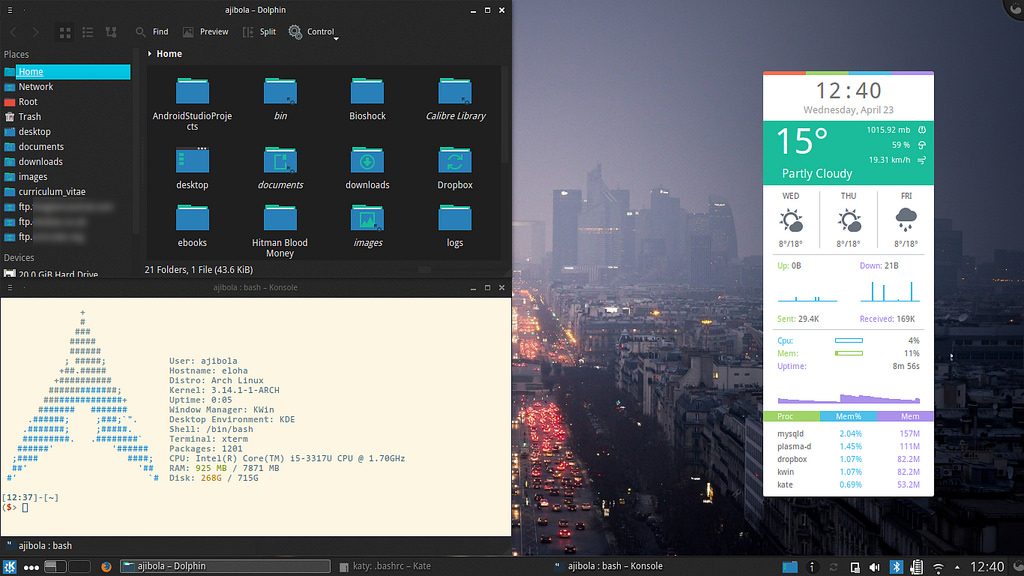 ajibola – Dolphin
Find Preview Split Control
Places
Home
Network
Root
Trash
desktop
documents
downloads
images
curriculum_vitae
ftp.
ftp.
ftp.
Devices
20.0 GiB Hard Drive
Home
AndroidStudioProje
cts
bin
Bioshock
Calibre Library
desktop
documents
downloads
Dropbox
ebooks
Hitman Blood
Money
images
logs
21 Folders, 1 File (43.6 KiB)
ajibola : bash – Konsole
User: ajibola
Hostname: eloha
Distro: Arch Linux
Kernel: 3.14.1-1-ARCH
Uptime: 0:05
Window Manager: KWin
Desktop Environment: KDE
Shell: /bin/bash
Terminal: xterm
Packages: 1201
CPU: Intel(R) Core(TM) i5-3317U CPU @ 1.70GHz
RAM: 925 MB / 7871 MB
Disk: 268G / 715G
[12:37]-[~]
($>
ajibola : bash
12:40
Wednesday, April 23
15°
1015.92 mb
59 %
19.31 km/h
Partly Cloudy
WED THU FRI
8°/18° 8°/18° 8°/18°
Up: 0B Down: 21B
Sent: 29.4K Received: 169K
Cpu: 4%
Mem: 11%
Uptime: 8m 56s
Proc Mem% Mem
mysqld 2.04% 157M
plasma-d 1.45% 111M
dropbox 1.07% 82.2M
kwin 1.07% 82.2M
kate 0.69% 53.2M
ajibola – Dolphin
katy: .bashrc – Kate
ajibola : bash – Konsole
12:40